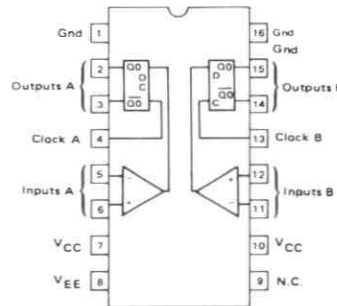 Gnd 1 16 Gnd
Gnd
2 Q0 Q0 15
Outputs A D D Outputs
C
3 Q0 C Q0 14
Clock A 4 13 Clock B
5 - + 12
Inputs A Inputs B
6 + - 11
VCC 7 10 VCC
VEE 8 9 N.C.